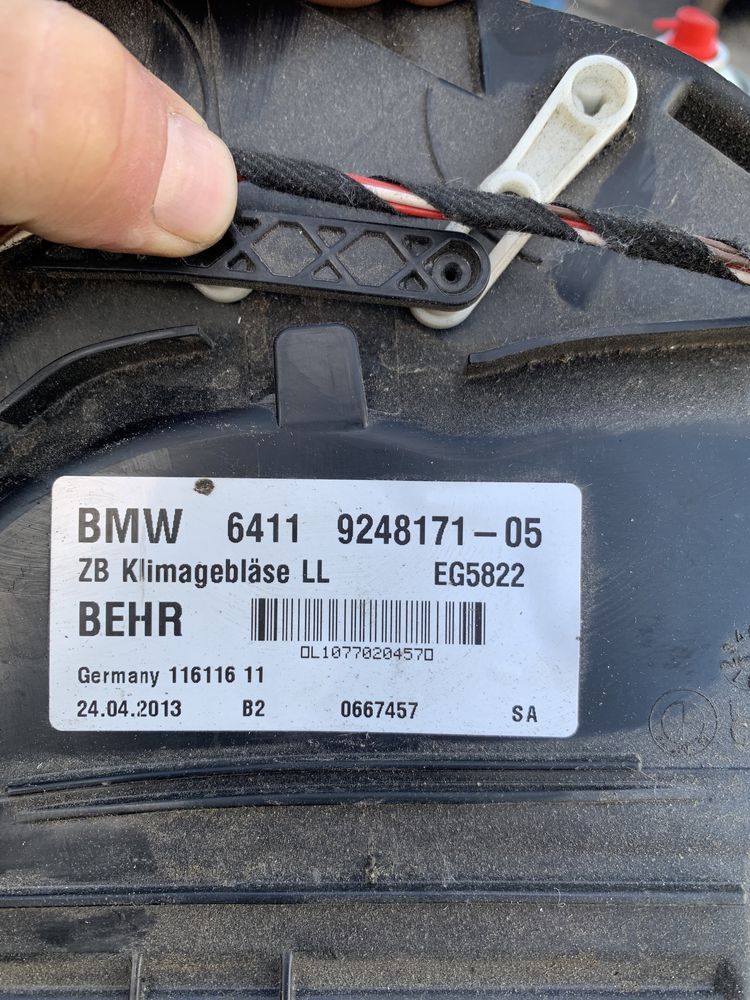 BMW 6411 9248171-05
ZB Klimagebläse LL EG5822
BEHR
0L10770204570
Germany 116116 11
24.04.2013 B2 0667457 SA